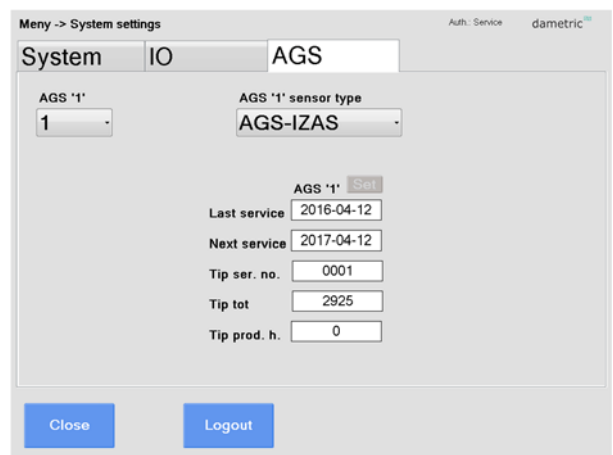 Meny -> System settings Auth.: Service dametric
System IO AGS
AGS '1' AGS '1' sensor type
1 AGS-IZAS
AGS '1' Set
Last service 2016-04-12
Next service 2017-04-12
Tip ser. no. 0001
Tip tot 2925
Tip prod. h. 0
Close Logout